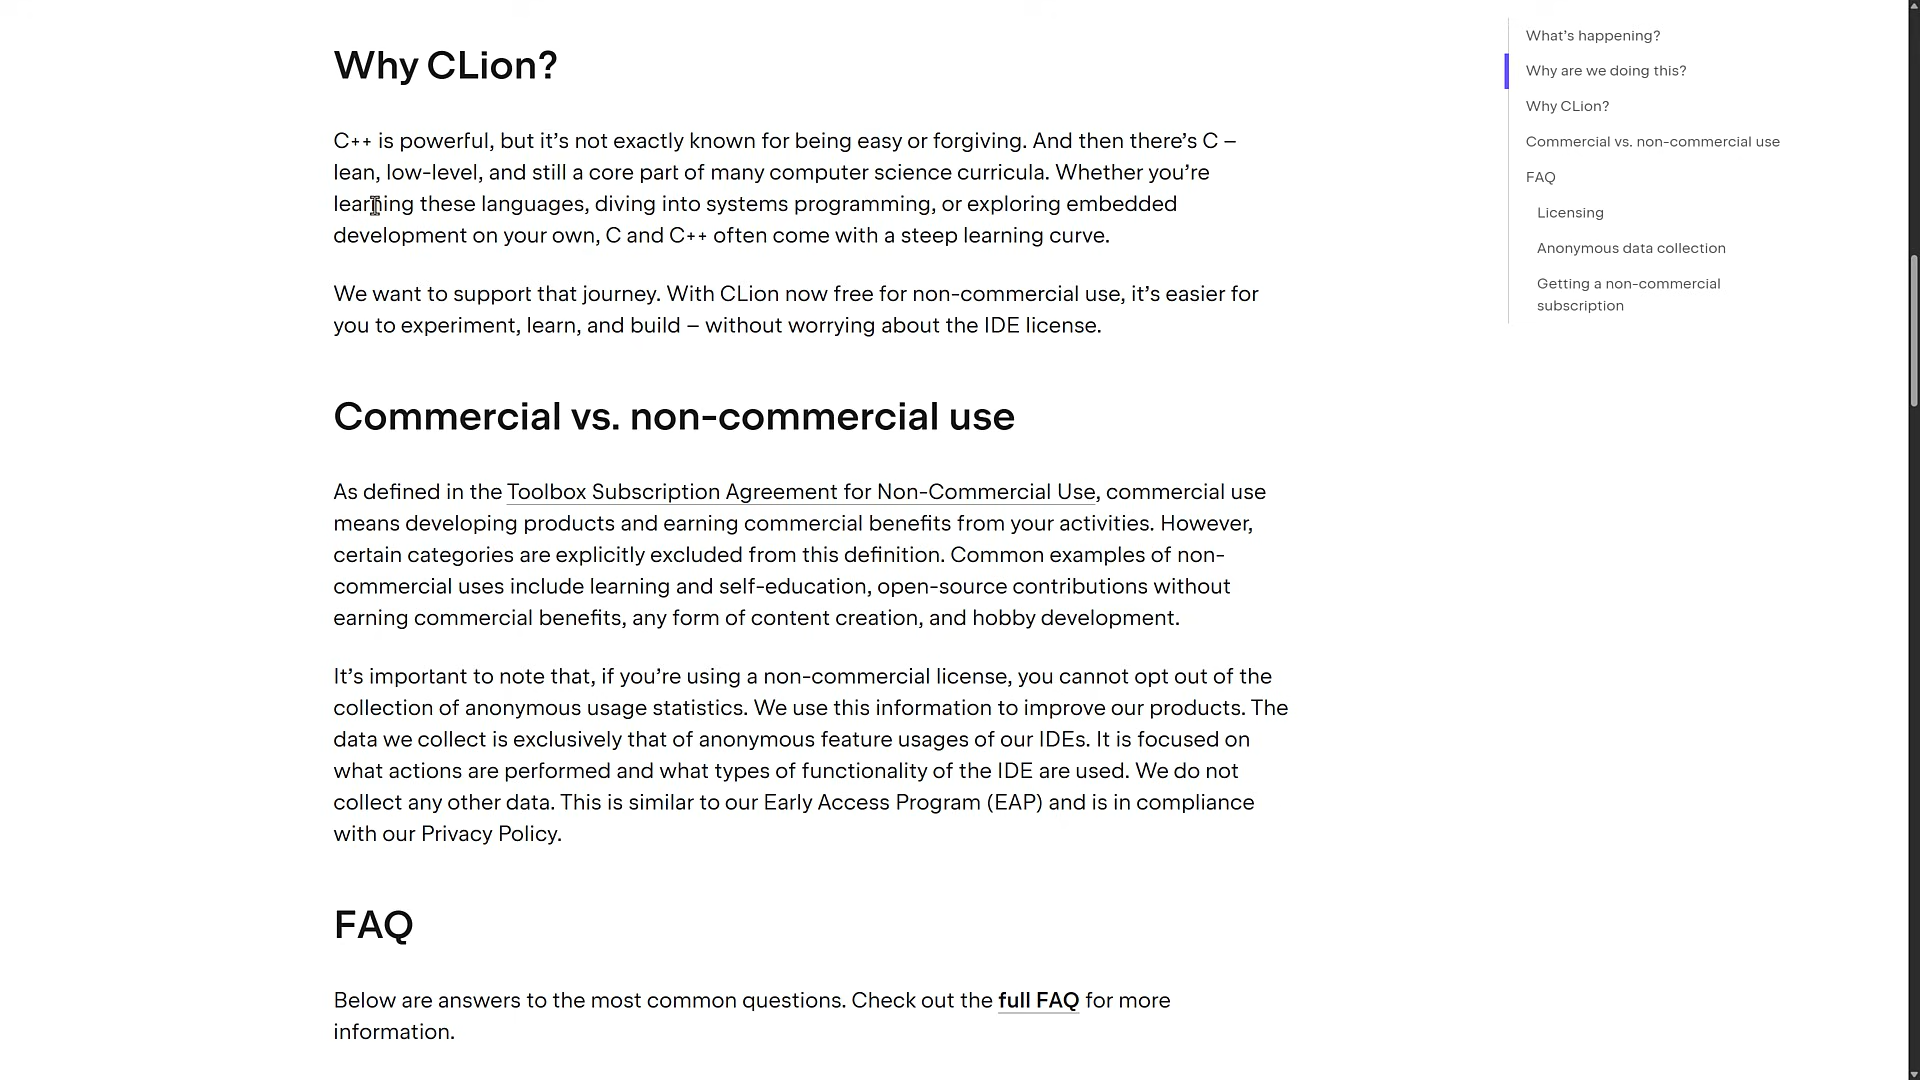 Why CLion?
C++ is powerful, but it’s not exactly known for being easy or forgiving. And then there’s C –
lean, low-level, and still a core part of many computer science curricula. Whether you’re
learning these languages, diving into systems programming, or exploring embedded
development on your own, C and C++ often come with a steep learning curve.
We want to support that journey. With CLion now free for non-commercial use, it’s easier for
you to experiment, learn, and build – without worrying about the IDE license.
Commercial vs. non-commercial use
As defined in the Toolbox Subscription Agreement for Non-Commercial Use, commercial use
means developing products and earning commercial benefits from your activities. However,
certain categories are explicitly excluded from this definition. Common examples of non-
commercial uses include learning and self-education, open-source contributions without
earning commercial benefits, any form of content creation, and hobby development.
It’s important to note that, if you’re using a non-commercial license, you cannot opt out of the
collection of anonymous usage statistics. We use this information to improve our products. The
data we collect is exclusively that of anonymous feature usages of our IDEs. It is focused on
what actions are performed and what types of functionality of the IDE are used. We do not
collect any other data. This is similar to our Early Access Program (EAP) and is in compliance
with our Privacy Policy.
FAQ
Below are answers to the most common questions. Check out the full FAQ for more
information.
What’s happening?
Why are we doing this?
Why CLion?
Commercial vs. non-commercial use
FAQ
Licensing
Anonymous data collection
Getting a non-commercial
subscription